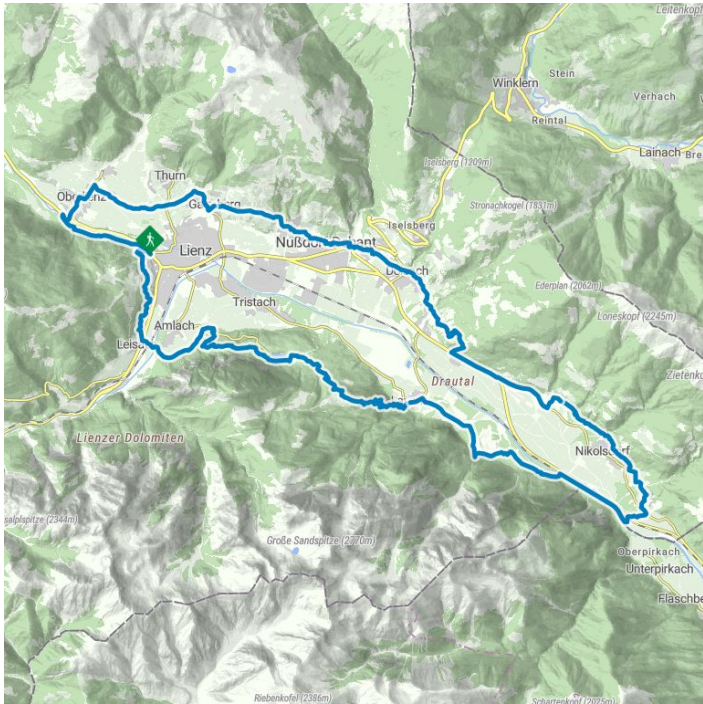 Leitenkopf
Winklern
Stein
Verhach
Reintal
Lainach
Iselsberg (1209m)
Thurn
Stronachkogel (1831m)
Iselsberg
Lienz
Ederplan (2062m)
Tristach
Loneskopf (2245m)
Amlach
Drautal
Lienzer Dolomiten
Nikolsdorf
Große Sandspitze (2770m)
Oberpirkach
Unterpirkach
Riebenkofel (2386m)